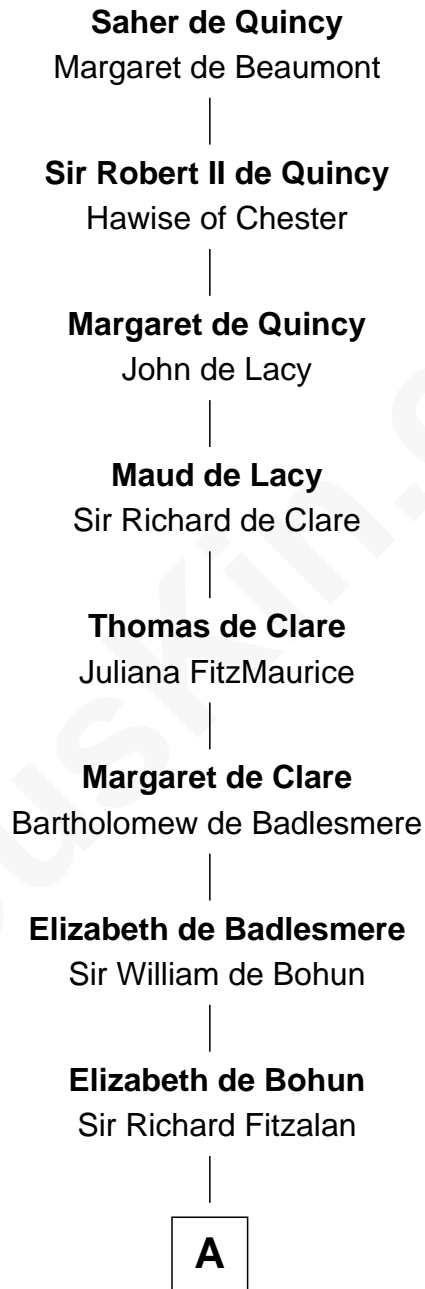 Saher de Quincy
Margaret de Beaumont
Sir Robert II de Quincy
Hawise of Chester
Margaret de Quincy
John de Lacy
Maud de Lacy
Sir Richard de Clare
Thomas de Clare
Juliana FitzMaurice
Margaret de Clare
Bartholomew de Badlesmere
Elizabeth de Badlesmere
Sir William de Bohun
Elizabeth de Bohun
Sir Richard Fitzalan
A